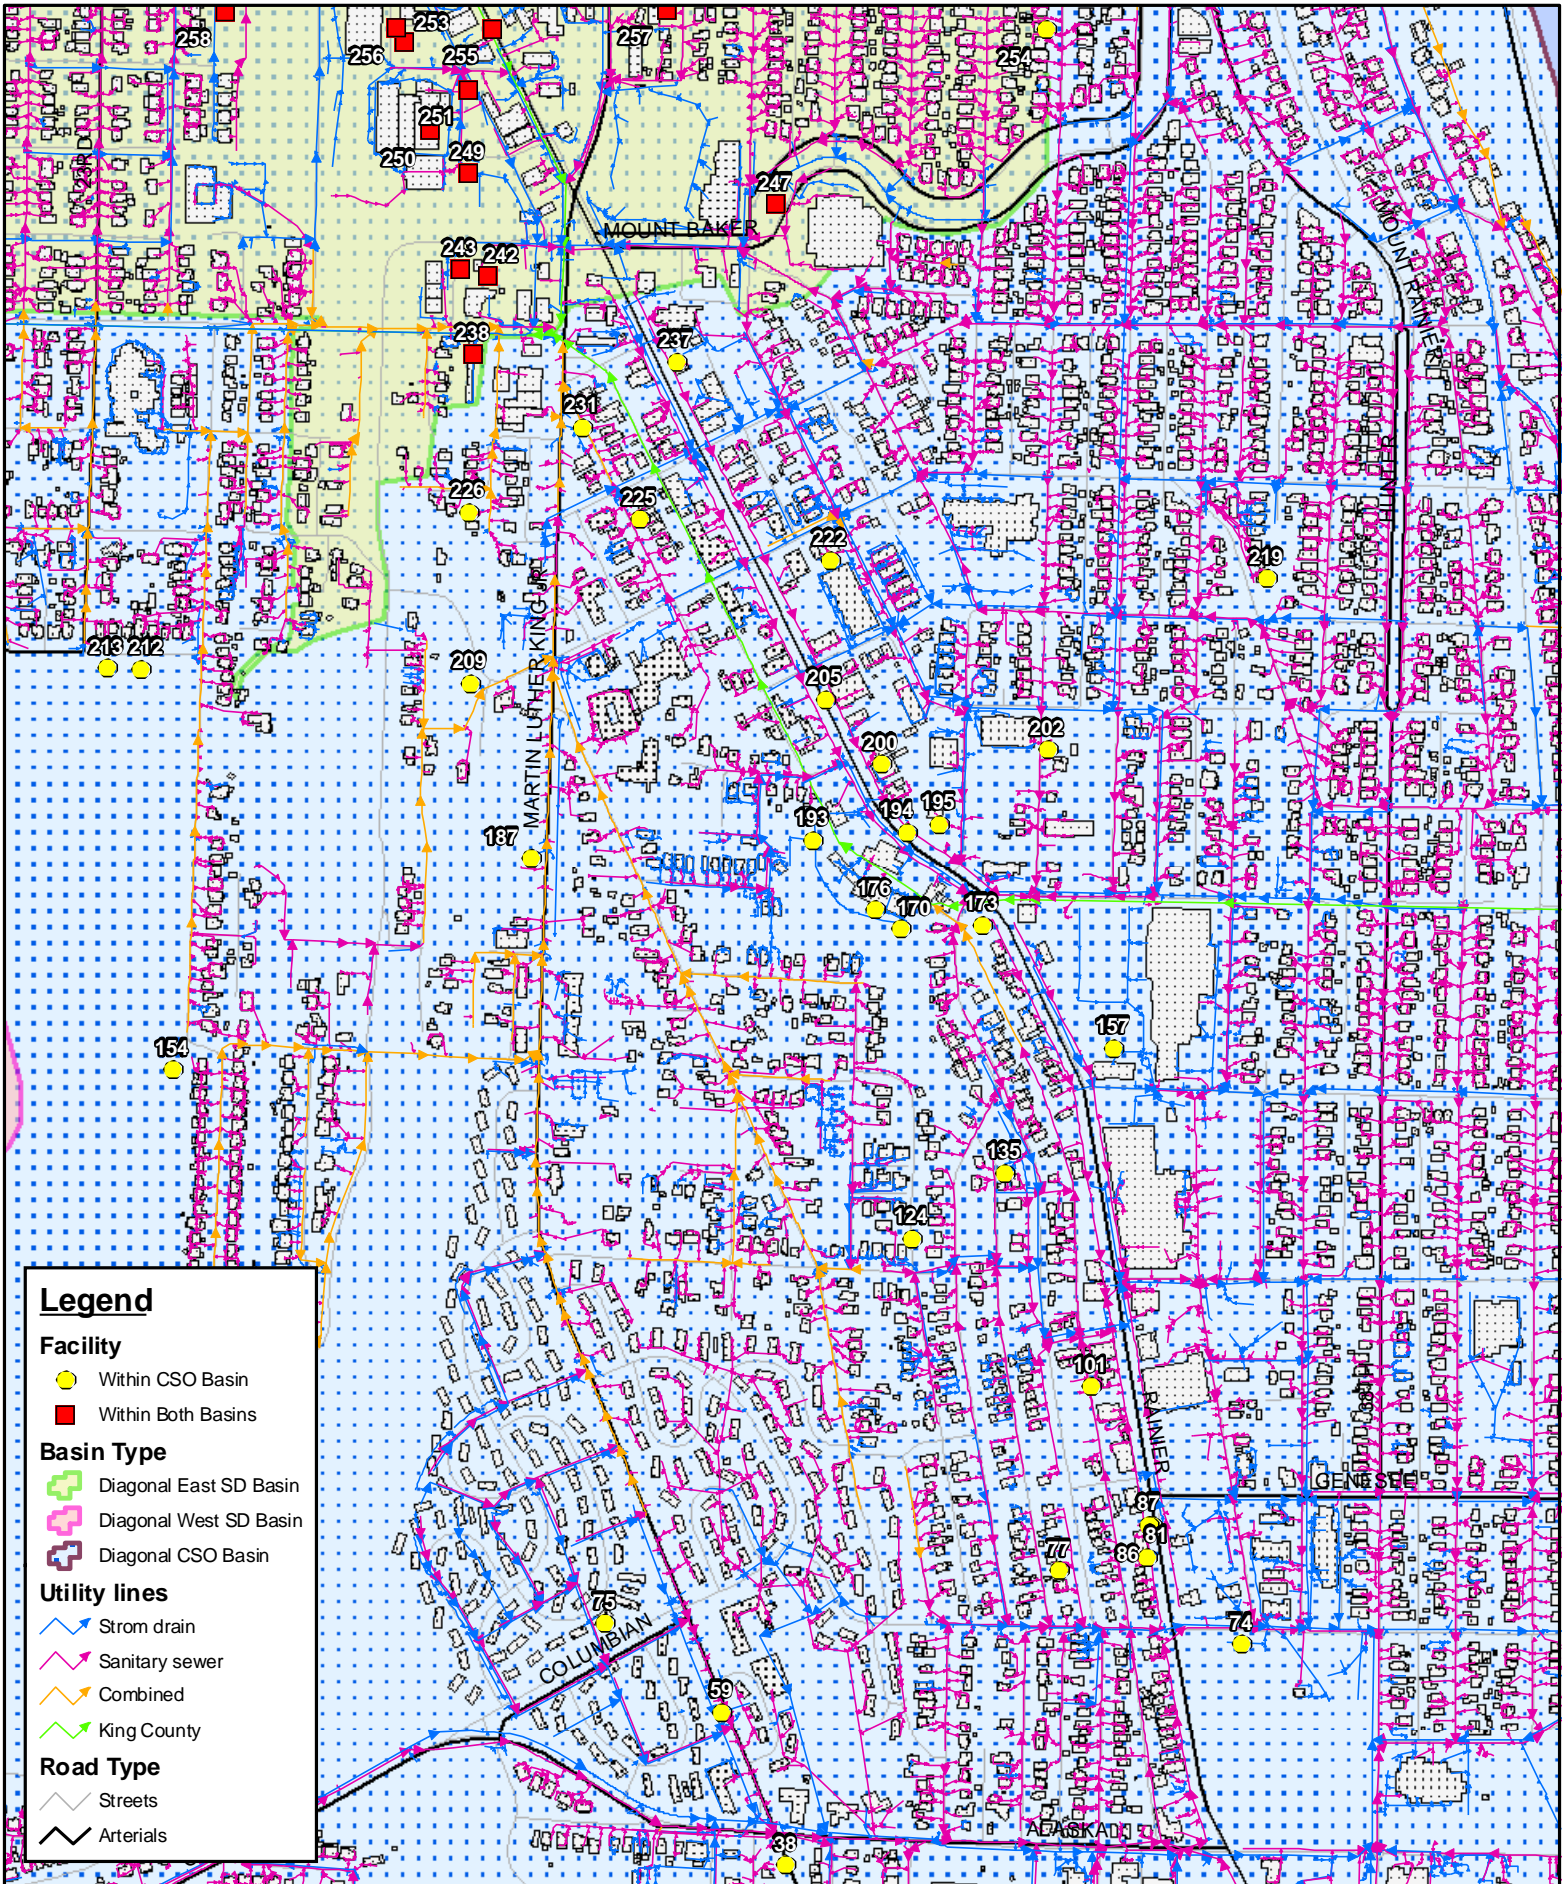 258
253
256
255
257
254
251
250
249
247
23RD
MOUNT BAKER
243
242
MOUNT RAINIER
238
237
231
226
225
222
219
HUNTER
213
212
209
MARTIN LUTHER KING JR
205
202
200
195
194
193
187
176
170
173
157
154
135
124
101
RAINIER
38TH
GENESEE
87
81
86
77
75
74
COLUMBIAN
59
ALASKA
38
Legend
Facility
Within CSO Basin
Within Both Basins
Basin Type
Diagonal East SD Basin
Diagonal West SD Basin
Diagonal CSO Basin
Utility lines
Strom drain
Sanitary sewer
Combined
King County
Road Type
Streets
Arterials